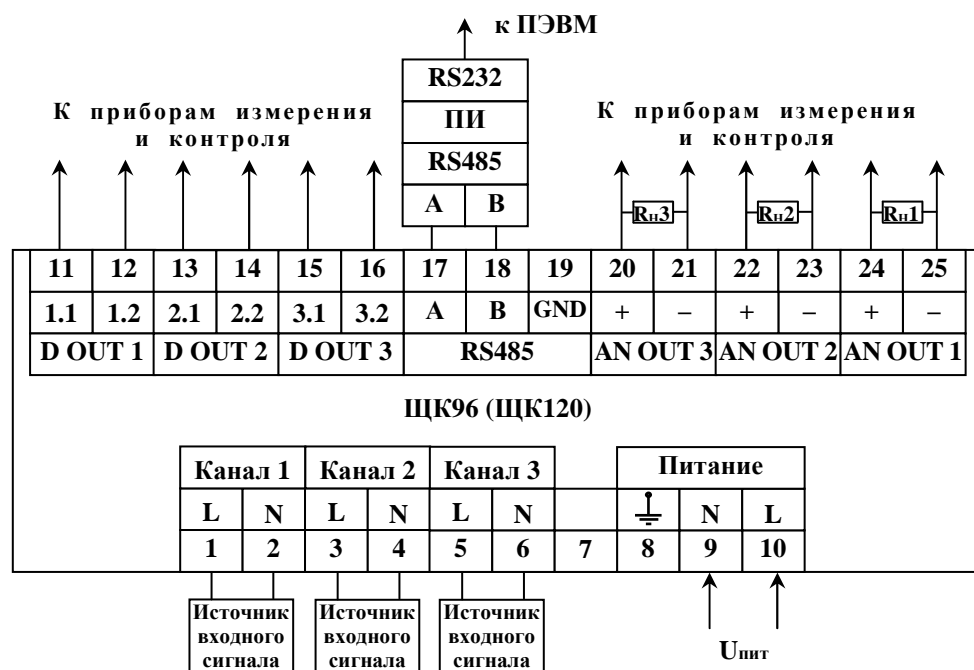 к ПЭВМ
RS232
К приборам измерения
и контроля
ПИ
К приборам измерения
и контроля
RS485
A B
Rн3 Rн2 Rн1
11 12 13 14 15 16 17 18 19 20 21 22 23 24 25
1.1 1.2 2.1 2.2 3.1 3.2 A B GND + − + − + −
D OUT 1 D OUT 2 D OUT 3 RS485 AN OUT 3 AN OUT 2 AN OUT 1
ЩК96 (ЩК120)
Канал 1 Канал 2 Канал 3 Питание
L N L N L N N L
1 2 3 4 5 6 7 8 9 10
Источник
входного
сигнала
Источник
входного
сигнала
Источник
входного
сигнала
Uпит